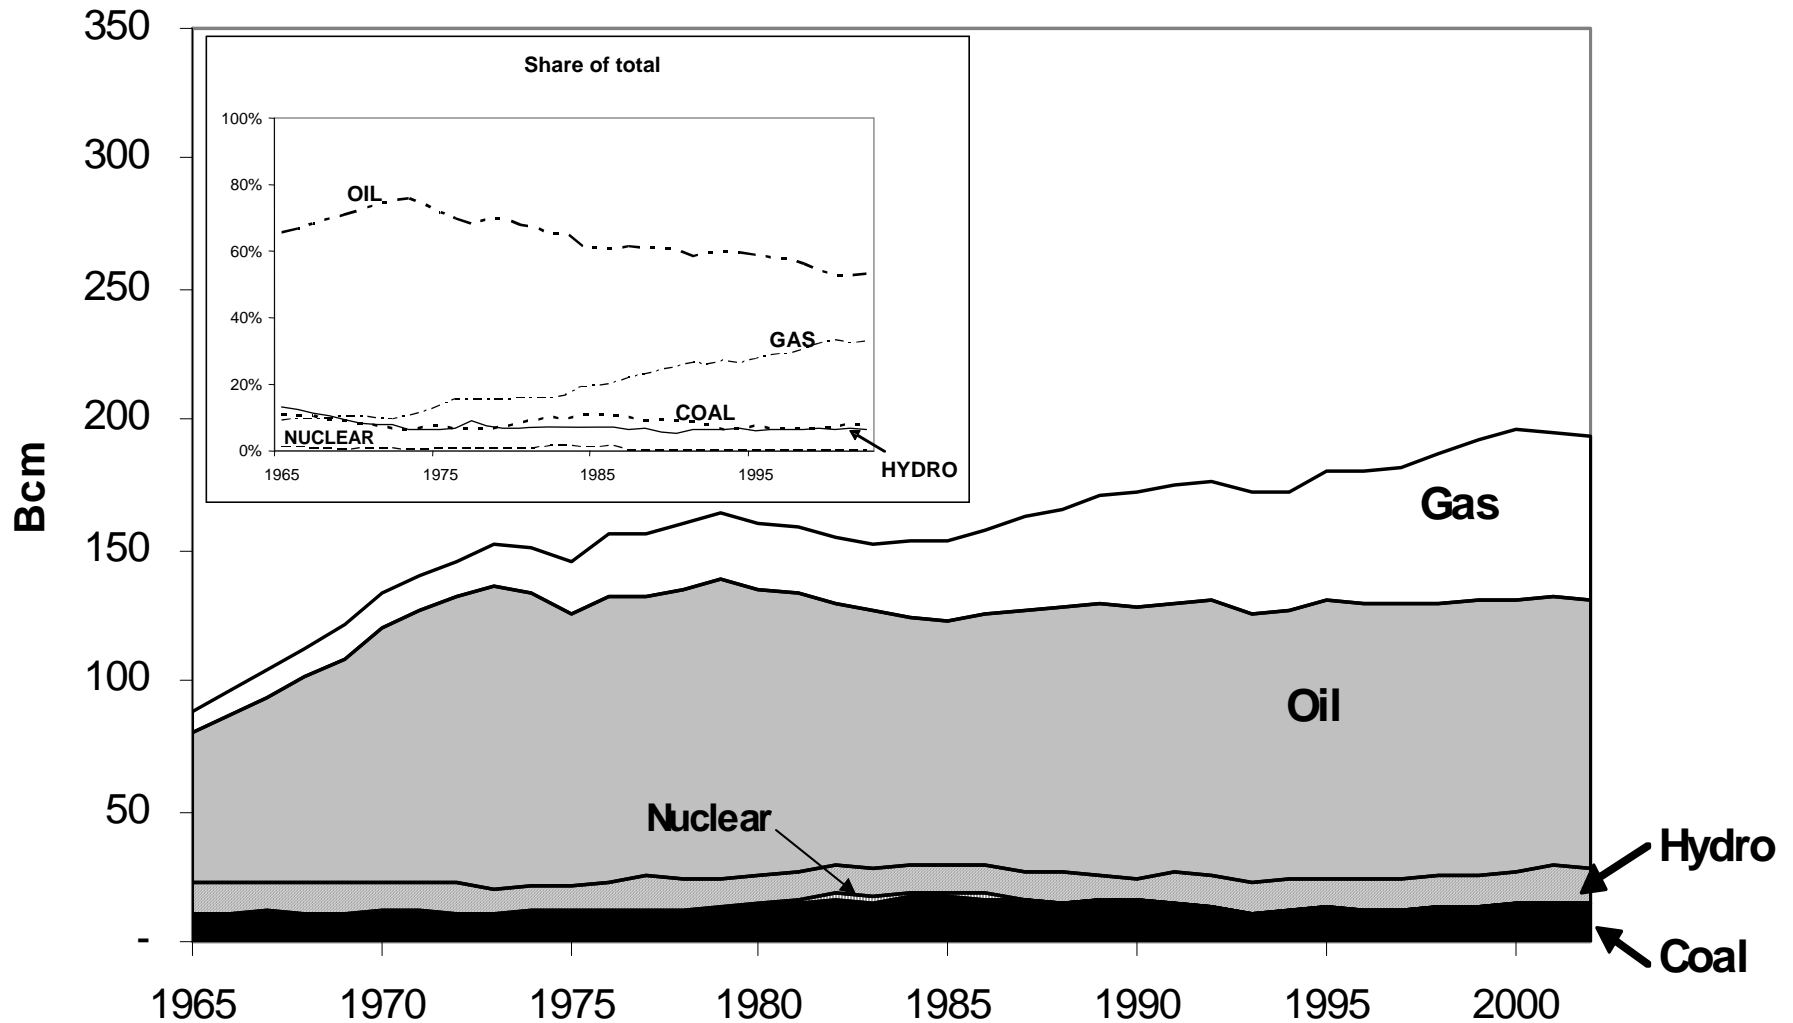 350
300
250
200
150
100
50
-
Bcm
1965 1970 1975 1980 1985 1990 1995 2000
Share of total
100%
80%
60%
40%
20%
0%
1965 1975 1985 1995
OIL
GAS
COAL
NUCLEAR
HYDRO
Gas
Oil
Nuclear
Hydro
Coal